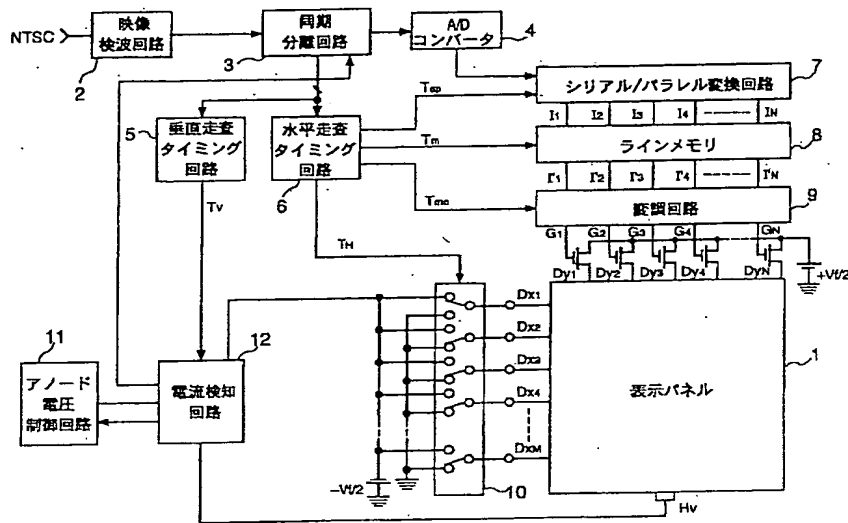 NTSC
映像
検波回路
2
同期
分離回路
3
A/D
コンバータ
4
シリアル/パラレル変換回路
7
Tsp
I1 I2 I3 I4 IN
垂直走査
タイミング
回路
5
水平走査
タイミング
回路
6
Tm
ラインメモリ
8
I'1 I'2 I'3 I'4 I'N
Tmo
変調回路
9
G1 G2 G3 G4 GN
Tv
TH
Dy1 Dy2 Dy3 Dy4 DyN
+Vf/2
Dx1
Dx2
Dx3
Dx4
DxM
表示パネル
1
11
アノード
電圧
制御回路
12
電流検知
回路
-Vf/2
10
Hv